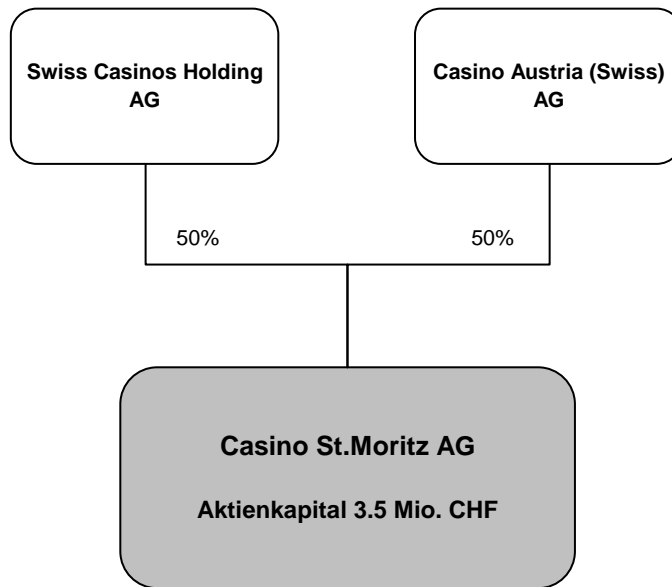 Swiss Casinos Holding
AG
Casino Austria (Swiss)
AG
50%
50%
Casino St.Moritz AG
Aktienkapital 3.5 Mio. CHF